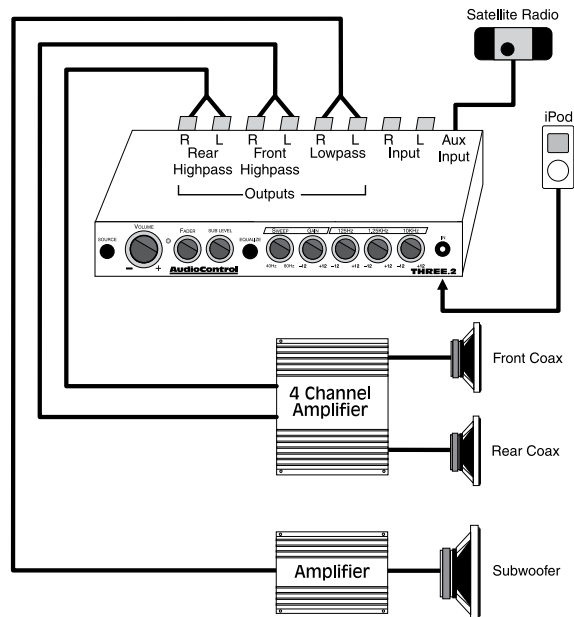 Satellite Radio
iPod
R L R L R L R L Aux
Rear Front Lowpass Input Input
Highpass Highpass
Outputs
VOLUME FADER SUB LEVEL SWEEP GAIN 125Hz 1.25KHz 10KHz IN
SOURCE EQUALIZE
- + 40Hz 80Hz -12 +12 -12 +12 -12 +12 -12 +12
AudioControl THREE.2
Front Coax
4 Channel
Amplifier
Rear Coax
Amplifier
Subwoofer